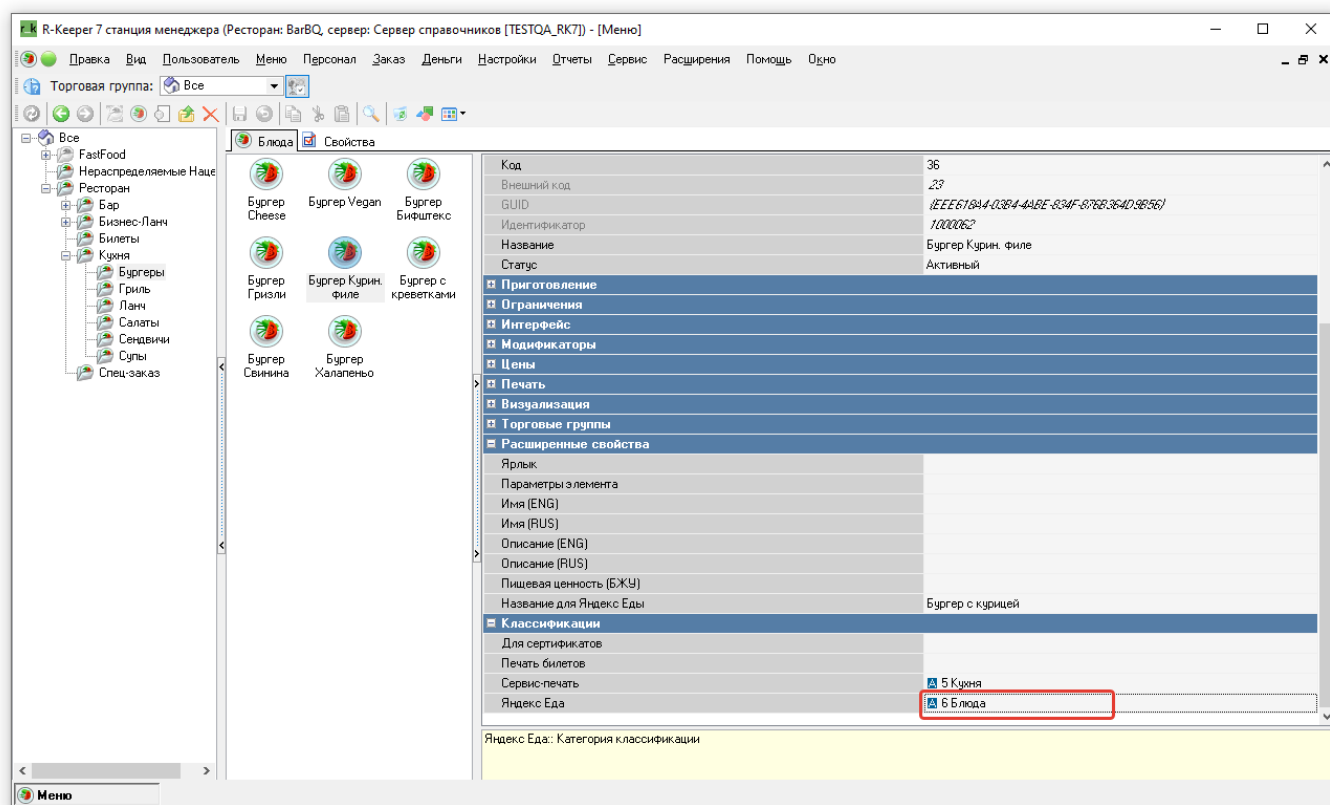 R-Keeper 7 станция менеджера (Ресторан: BarBQ, сервер: Сервер справочников [TESTQA_RK7]) - [Меню]
Правка Вид Пользователь Меню Персонал Заказ Деньги Настройки Отчеты Сервис Расширения Помощь Окно
Торговая группа: Все
Все
FastFood
Нераспределяемые Наце
Ресторан
Бар
Бизнес-Ланч
Билеты
Кухня
Бургеры
Гриль
Ланч
Салаты
Сендвичи
Супы
Спец-заказ
Блюда Свойства
Бургер Cheese
Бургер Vegan
Бургер Бифштекс
Бургер Гризли
Бургер Курин. филе
Бургер с креветками
Бургер Свинина
Бургер Халапеньо
Код 36
Внешний код 23
GUID {EEE618A4-03B4-4ABE-834F-876B364D9B56}
Идентификатор 1000062
Название Бургер Курин. филе
Статус Активный
Приготовление
Ограничения
Интерфейс
Модификаторы
Цены
Печать
Визуализация
Торговые группы
Расширенные свойства
Ярлык
Параметры элемента
Имя (ENG)
Имя (RUS)
Описание (ENG)
Описание (RUS)
Пищевая ценность (БЖУ)
Название для Яндекс Еды Бургер с курицей
Классификации
Для сертификатов
Печать билетов
Сервис-печать 5 Кухня
Яндекс Еда 6 Блюда
Яндекс Еда:: Категория классификации
Меню